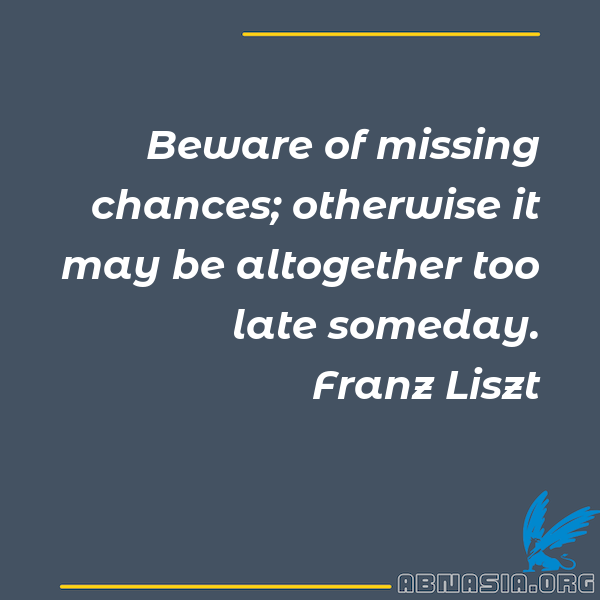 Beware of missing
chances; otherwise it
may be altogether too
late someday.
Franz Liszt
ABNASIA.ORG